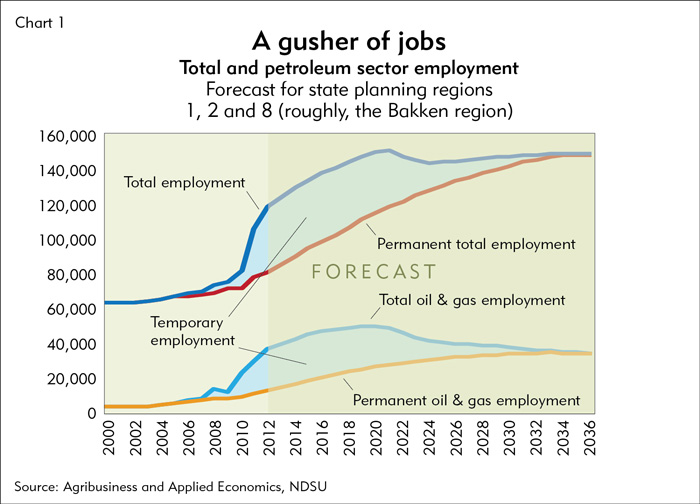 Chart 1
A gusher of jobs
Total and petroleum sector employment
Forecast for state planning regions
1, 2 and 8 (roughly, the Bakken region)
160,000
140,000
120,000
100,000
80,000
60,000
40,000
20,000
0
Total employment
Permanent total employment
FORECAST
Total oil & gas employment
Temporary
employment
Permanent oil & gas employment
2000
2002
2004
2006
2008
2010
2012
2014
2016
2018
2020
2022
2024
2026
2028
2030
2032
2034
2036
Source: Agribusiness and Applied Economics, NDSU